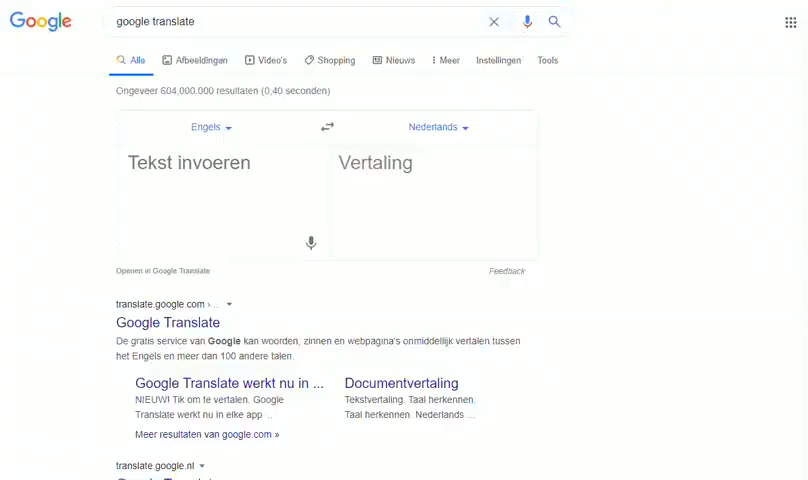 Google
google translate
Alle Afbeeldingen Video's Shopping Nieuws Meer Instellingen Tools
Ongeveer 604.000.000 resultaten (0,40 seconden)
Engels Nederlands
Tekst invoeren Vertaling
Openen in Google Translate Feedback
translate.google.com › ...
Google Translate
De gratis service van Google kan woorden, zinnen en webpagina's onmiddellijk vertalen tussen
het Engels en meer dan 100 andere talen.
Google Translate werkt nu in ... Documentvertaling
NIEUW! Tik om te vertalen. Google Tekstvertaling. Taal herkennen.
Translate werkt nu in elke app ... Taal herkennen. Nederlands ...
Meer resultaten van google.com »
translate.google.nl
Google Translate